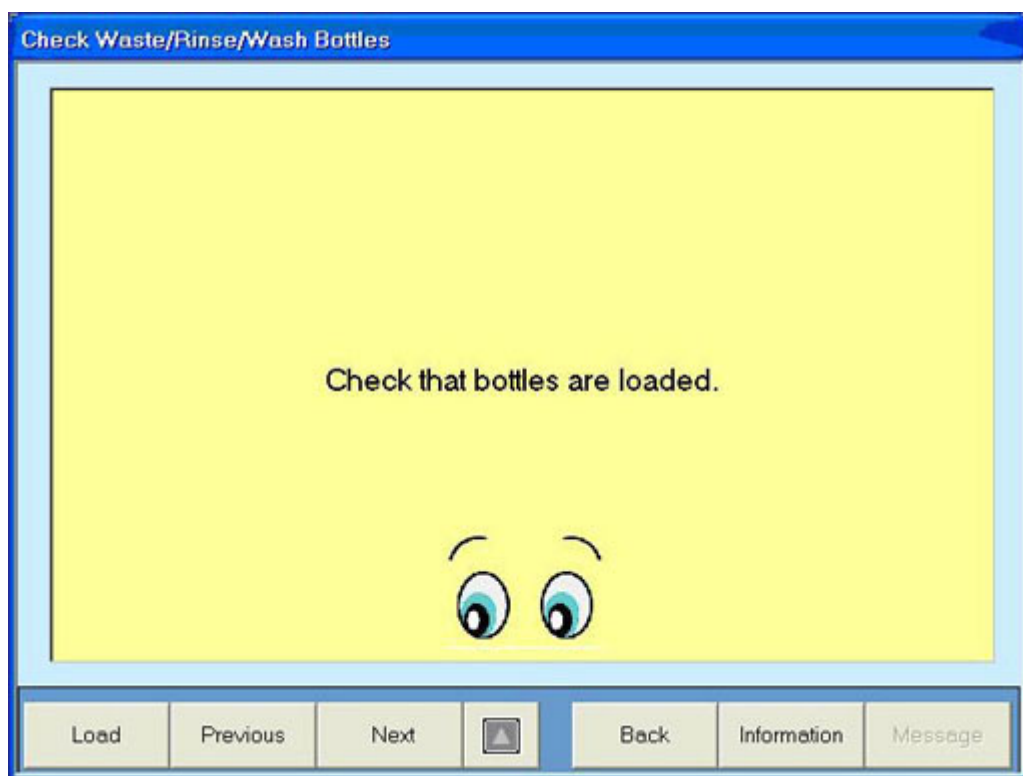 Check Waste/Rinse/Wash Bottles
Check that bottles are loaded.
Load Previous Next Back Information Message